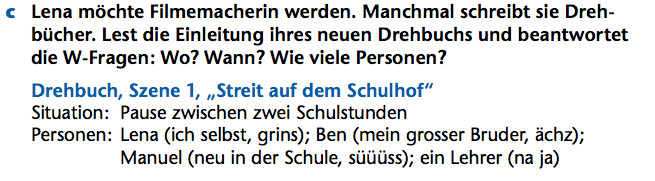 c Lena möchte Filmemacherin werden. Manchmal schreibt sie Dreh-
bücher. Lest die Einleitung ihres neuen Drehbuchs und beantwortet
die W-Fragen: Wo? Wann? Wie viele Personen?
Drehbuch, Szene 1, „Streit auf dem Schulhof“
Situation: Pause zwischen zwei Schulstunden
Personen: Lena (ich selbst, grins); Ben (mein grosser Bruder, ächz);
Manuel (neu in der Schule, süüüss); ein Lehrer (na ja)